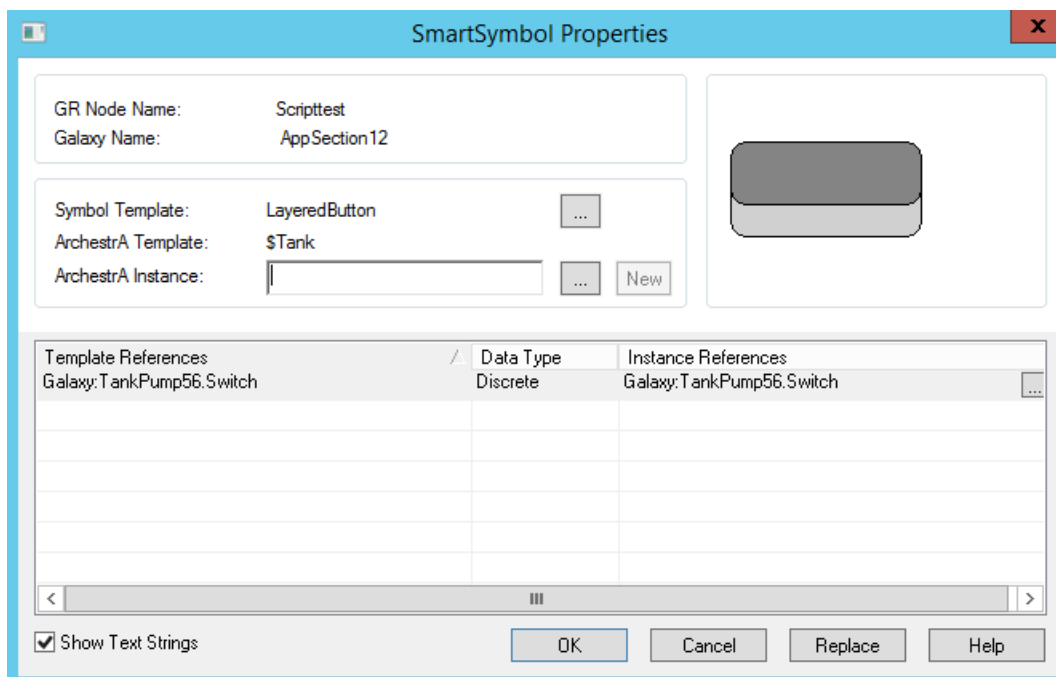 SmartSymbol Properties
x
GR Node Name: Scripttest
Galaxy Name: AppSection12
Symbol Template: LayeredButton ...
ArchestrA Template: $Tank
ArchestrA Instance: ... New
Template References Data Type Instance References
Galaxy:TankPump56.Switch Discrete Galaxy:TankPump56.Switch ...
Show Text Strings OK Cancel Replace Help